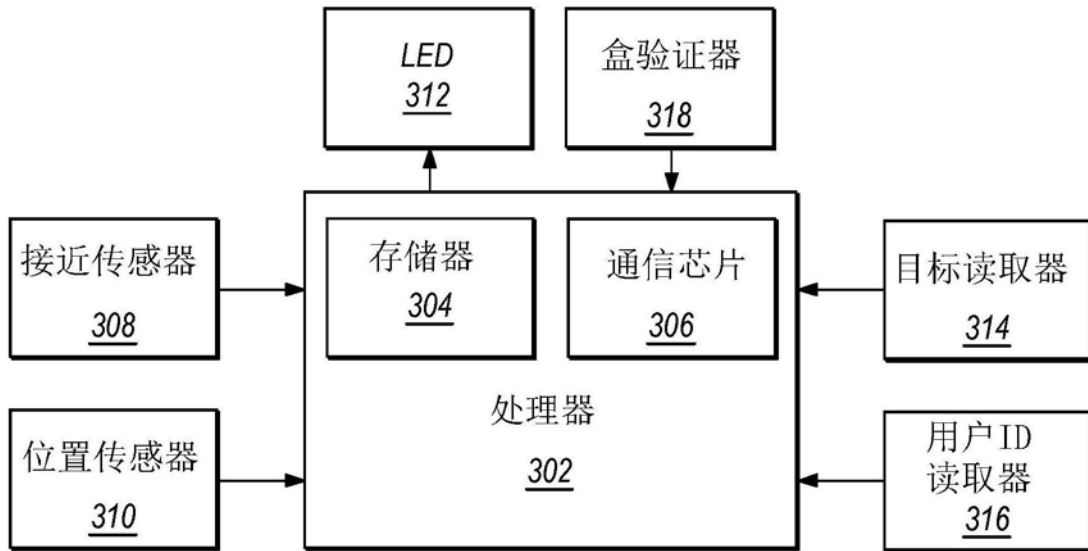 LED
312
盒验证器
318
接近传感器
308
存储器
304
通信芯片
306
目标读取器
314
处理器
302
位置传感器
310
用户ID
读取器
316